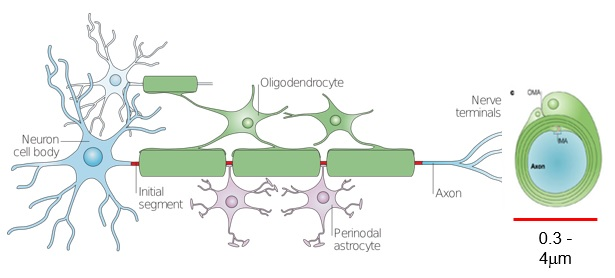 Oligodendrocyte
Neuron
cell body
Initial
segment
Perinodal
astrocyte
Axon
Nerve
terminals
c
OMA
IMA
Axon
0.3 -
4μm